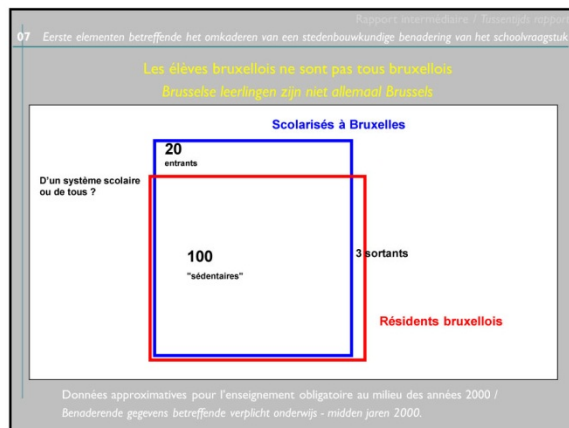 Rapport intermédiaire / Tussentijds rapport
07 Eerste elementen betreffende het omkaderen van een stedenbouwkundige benadering van het schoolvraagstuk
Les élèves bruxellois ne sont pas tous bruxellois
Brusselse leerlingen zijn niet allemaal Brussels
Scolarisés à Bruxelles
20
entrants
D'un système scolaire
ou de tous ?
100
"sédentaires"
3 sortants
Résidents bruxellois
Données approximatives pour l'enseignement obligatoire au milieu des années 2000 /
Benaderende gegevens betreffende verplicht onderwijs - midden jaren 2000.